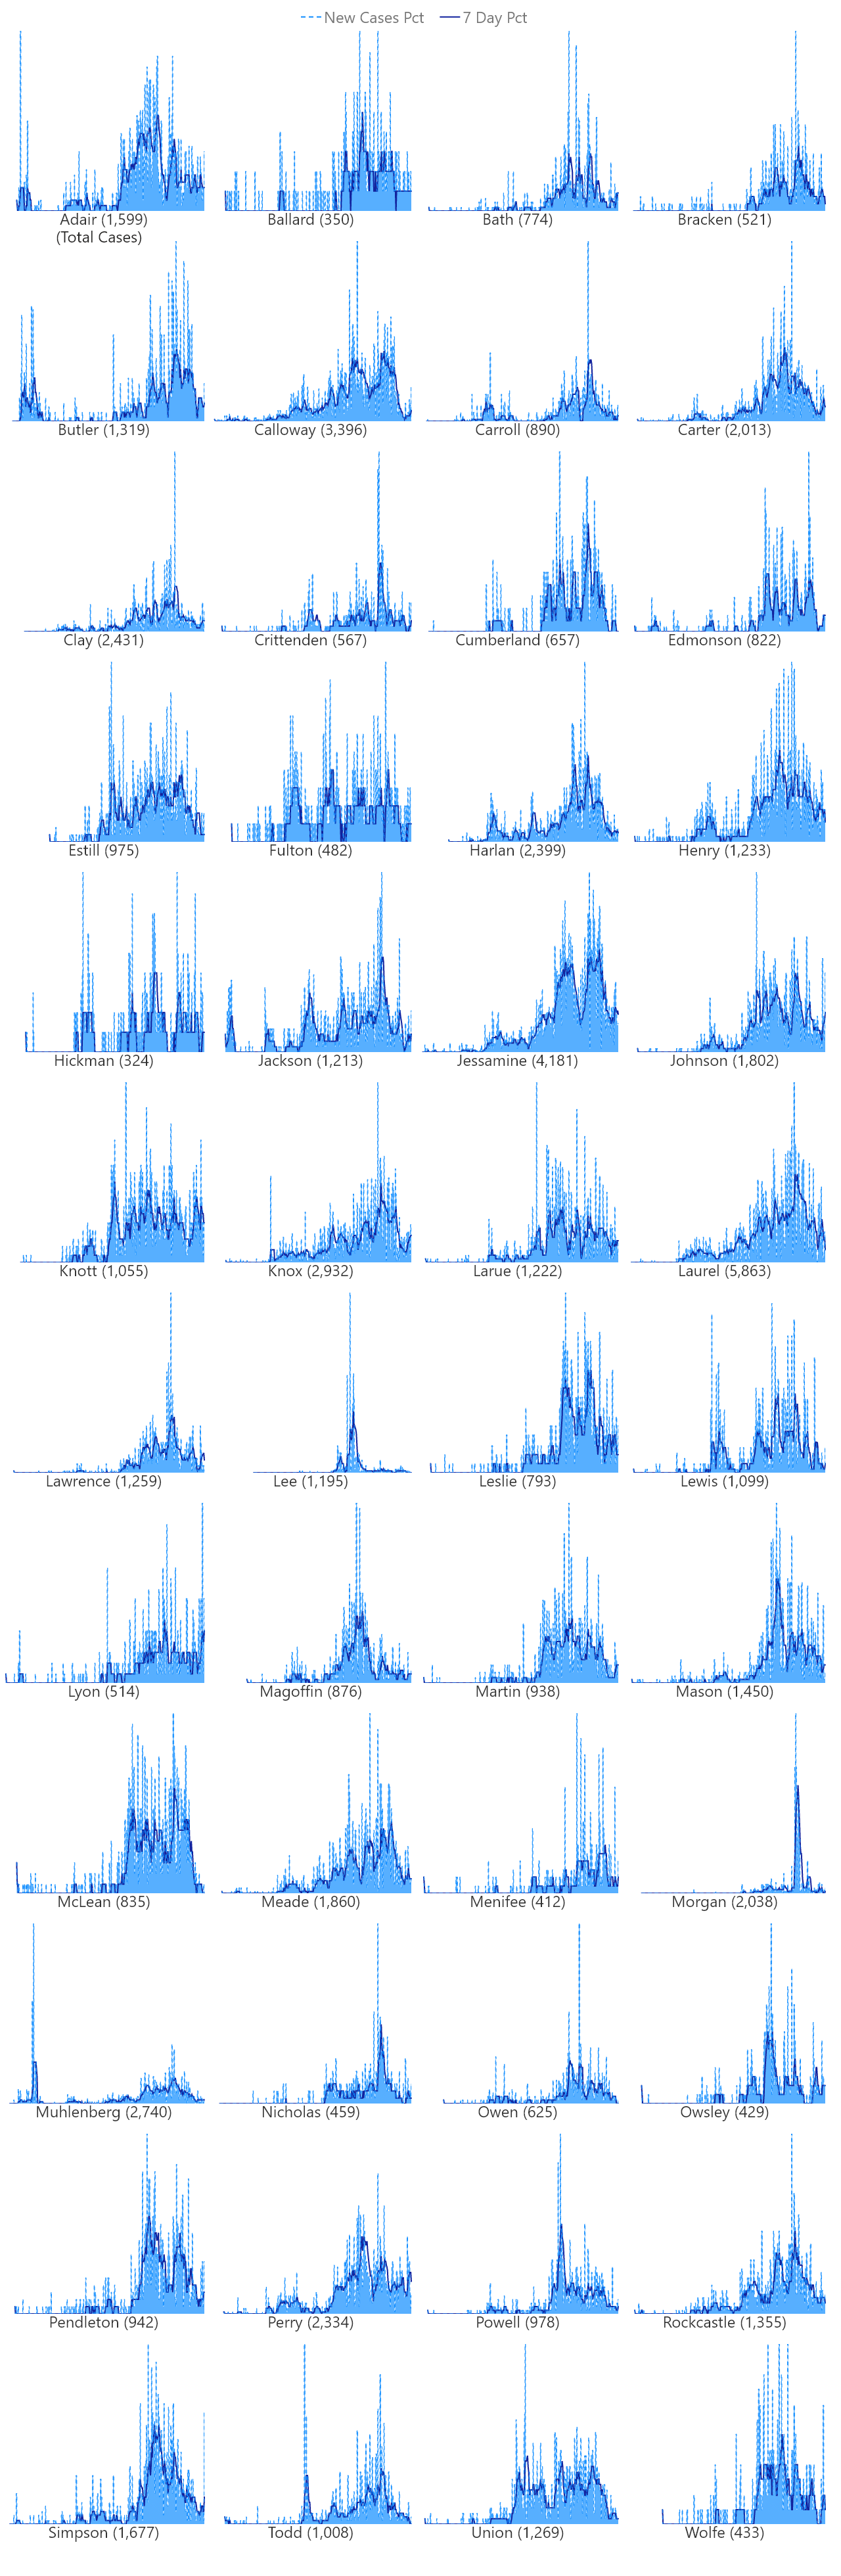 New Cases Pct 7 Day Pct
Adair (1,599) Ballard (350) Bath (774) Bracken (521)
(Total Cases)
Butler (1,319) Calloway (3,396) Carroll (890) Carter (2,013)
Clay (2,431) Crittenden (567) Cumberland (657) Edmonson (822)
Estill (975) Fulton (482) Harlan (2,399) Henry (1,233)
Hickman (324) Jackson (1,213) Jessamine (4,181) Johnson (1,802)
Knott (1,055) Knox (2,932) Larue (1,222) Laurel (5,863)
Lawrence (1,259) Lee (1,195) Leslie (793) Lewis (1,099)
Lyon (514) Magoffin (876) Martin (938) Mason (1,450)
McLean (835) Meade (1,860) Menifee (412) Morgan (2,038)
Muhlenberg (2,740) Nicholas (459) Owen (625) Owsley (429)
Pendleton (942) Perry (2,334) Powell (978) Rockcastle (1,355)
Simpson (1,677) Todd (1,008) Union (1,269) Wolfe (433)